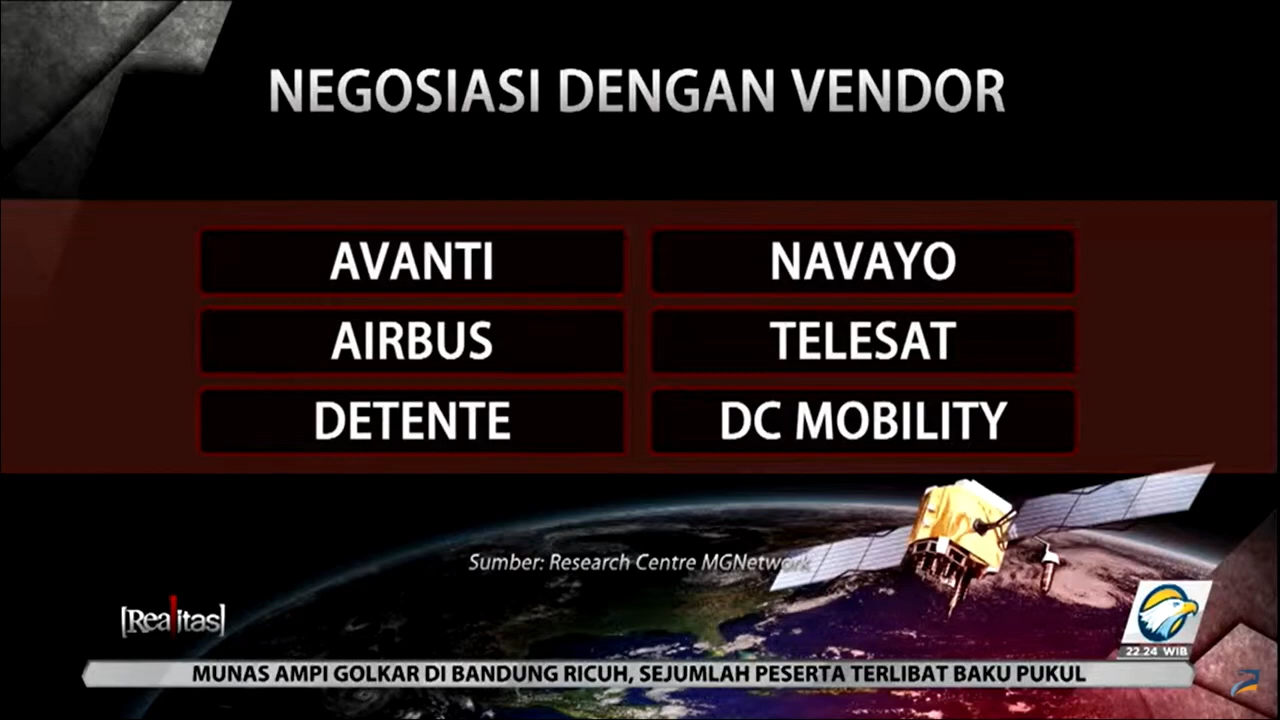 NEGOSIASI DENGAN VENDOR
AVANTI
NAVAYO
AIRBUS
TELESAT
DETENTE
DC MOBILITY
Sumber: Research Centre MGNetwork
[Realitas]
22.24 WIB
MUNAS AMPI GOLKAR DI BANDUNG RICUH, SEJUMLAH PESERTA TERLIBAT BAKU PUKUL